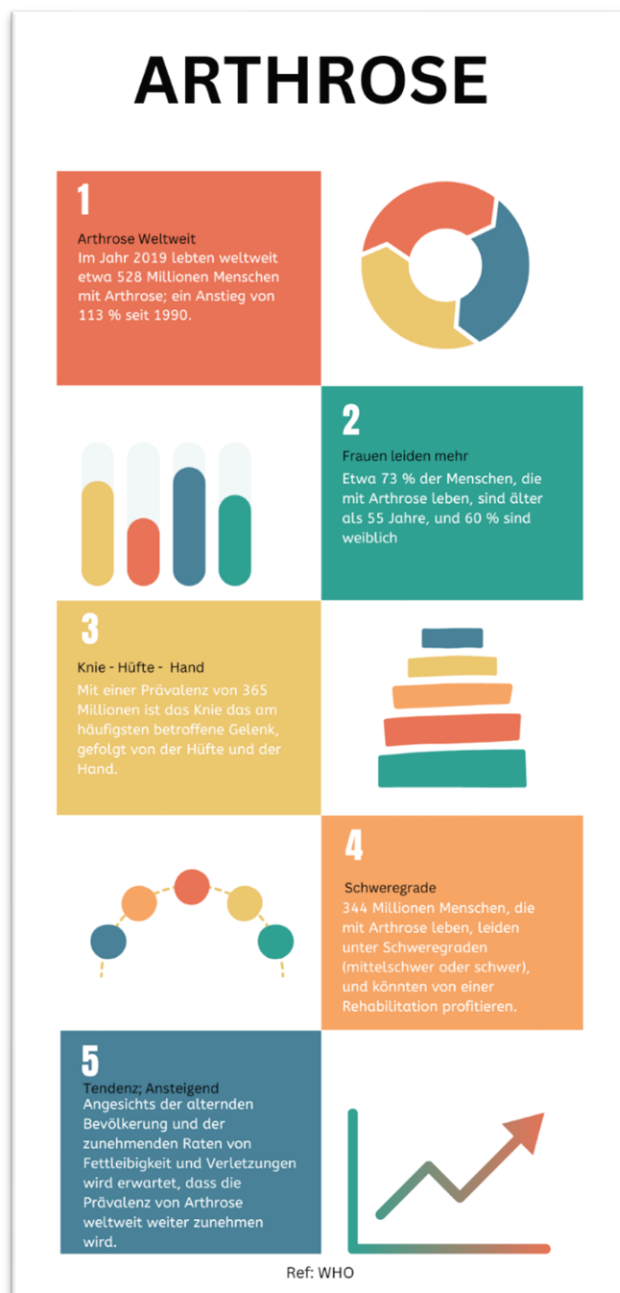 ARTHROSE
1
Arthrose Weltweit
Im Jahr 2019 lebten weltweit
etwa 528 Millionen Menschen
mit Arthrose; ein Anstieg von
113 % seit 1990.
2
Frauen leiden mehr
Etwa 73 % der Menschen, die
mit Arthrose leben, sind älter
als 55 Jahre, und 60 % sind
weiblich
3
Knie - Hüfte - Hand
Mit einer Prävalenz von 365
Millionen ist das Knie das am
häufigsten betroffene Gelenk,
gefolgt von der Hüfte und der
Hand.
4
Schweregrade
344 Millionen Menschen, die
mit Arthrose leben, leiden
unter Schweregraden
(mittelschwer oder schwer),
und könnten von einer
Rehabilitation profitieren.
5
Tendenz; Ansteigend
Angesichts der alternden
Bevölkerung und der
zunehmenden Raten von
Fettleibigkeit und Verletzungen
wird erwartet, dass die
Prävalenz von Arthrose
weltweit weiter zunehmen
wird.
Ref: WHO